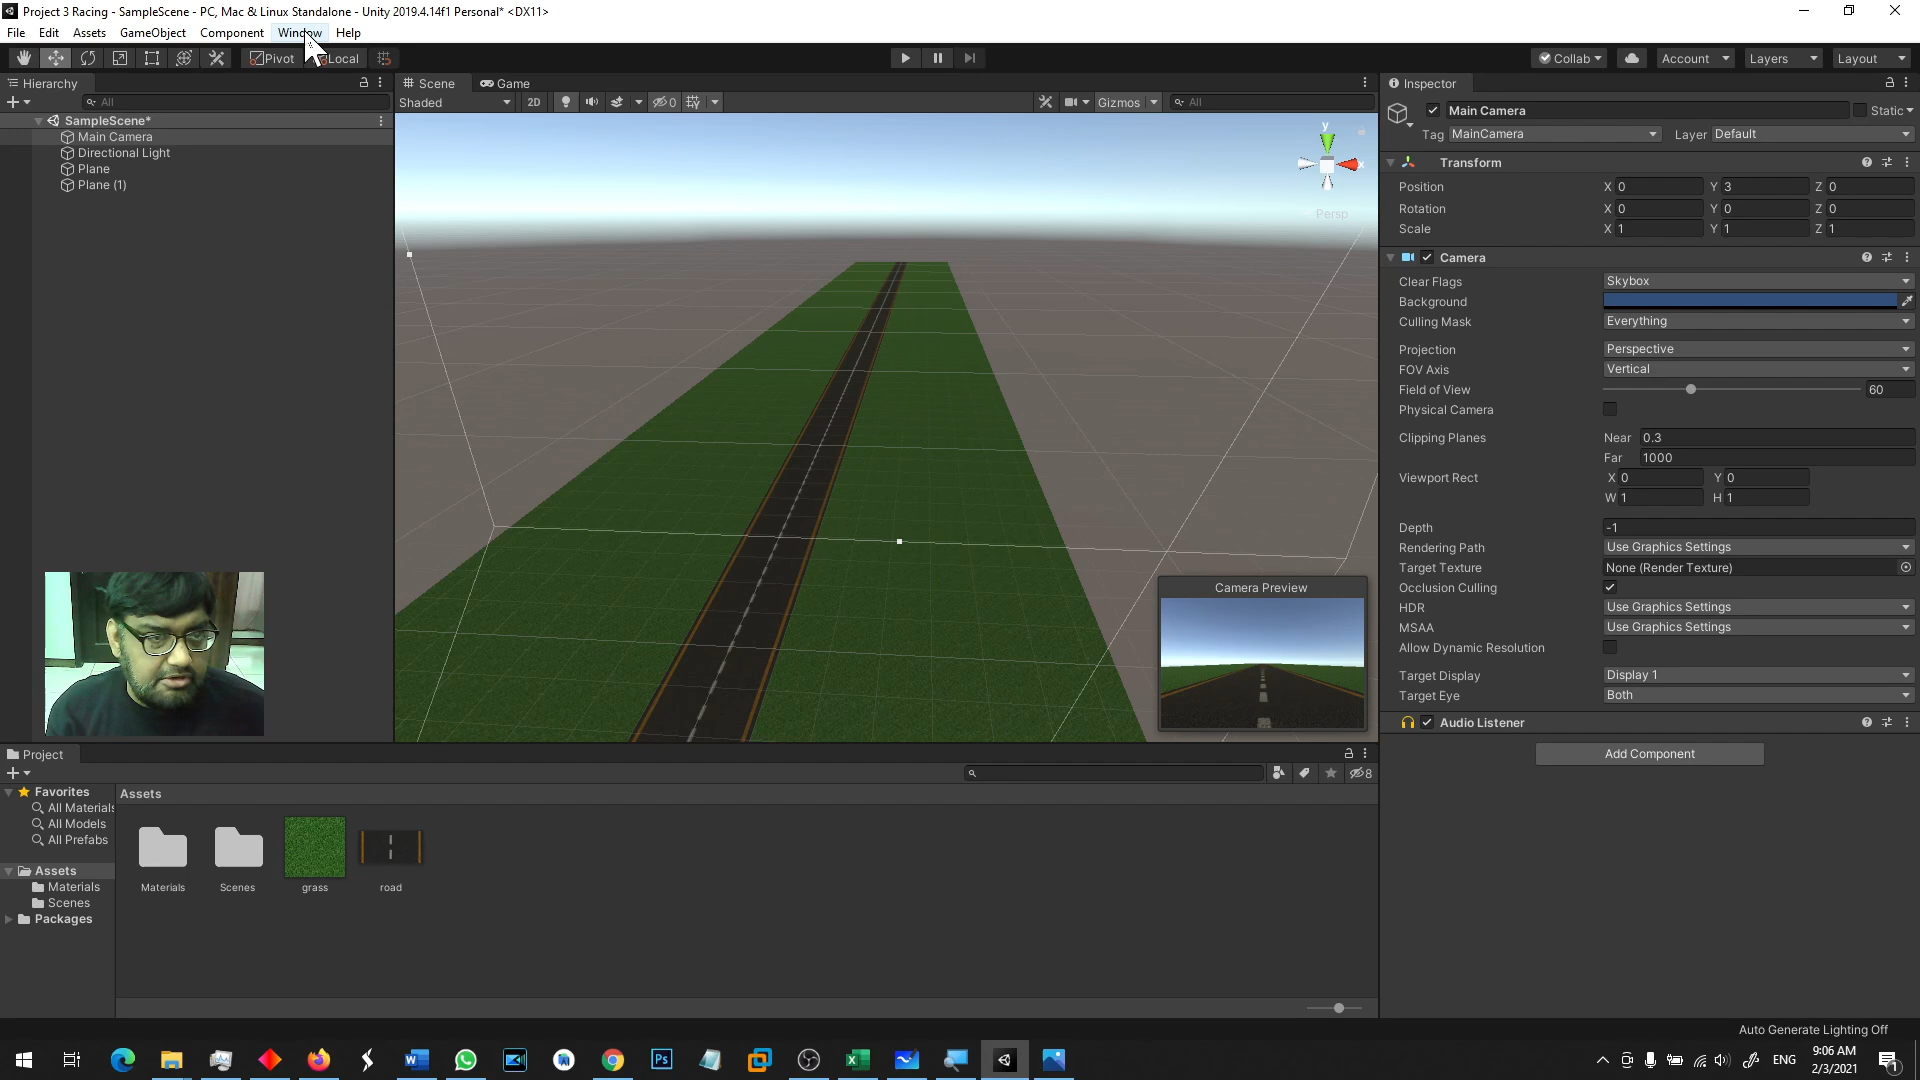 Project 3 Racing - SampleScene - PC, Mac & Linux Standalone - Unity 2019.4.14f1 Personal* <DX11>
File Edit Assets GameObject Component Window Help
Pivot Local Collab Account Layers Layout
Hierarchy
All
SampleScene*
Main Camera
Directional Light
Plane
Plane (1)
Scene Game
Shaded 2D 0 Gizmos All
y
x
Persp
Camera Preview
Inspector
Main Camera Static
Tag MainCamera Layer Default
Transform
Position X 0 Y 3 Z 0
Rotation X 0 Y 0 Z 0
Scale X 1 Y 1 Z 1
Camera
Clear Flags Skybox
Background
Culling Mask Everything
Projection Perspective
FOV Axis Vertical
Field of View 60
Physical Camera
Clipping Planes Near 0.3
Far 1000
Viewport Rect X 0 Y 0
W 1 H 1
Depth -1
Rendering Path Use Graphics Settings
Target Texture None (Render Texture)
Occlusion Culling
HDR Use Graphics Settings
MSAA Use Graphics Settings
Allow Dynamic Resolution
Target Display Display 1
Target Eye Both
Audio Listener
Add Component
Project
8
Favorites
All Materials
All Models
All Prefabs
Assets
Materials
Scenes
Packages
Assets
Materials Scenes grass road
Auto Generate Lighting Off
ENG
9:06 AM
2/3/2021
1